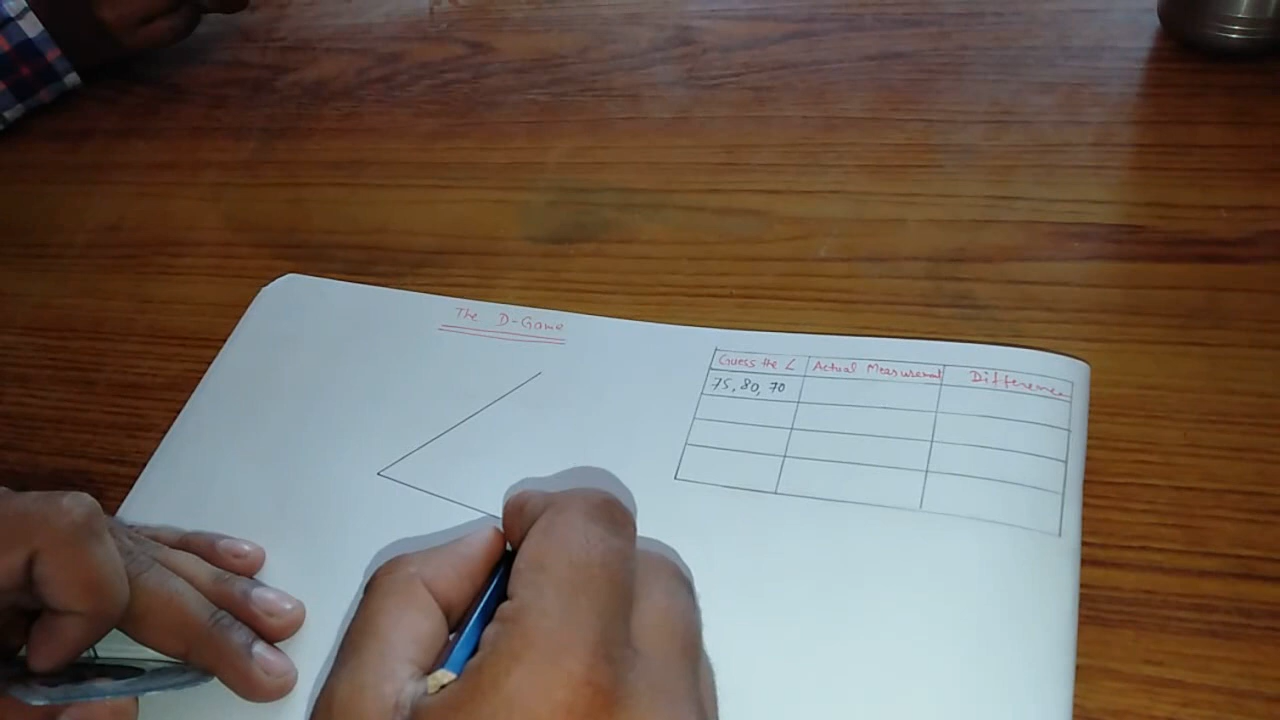 The D-Game
Guess the ∠ Actual Measurement Difference
75, 80, 70